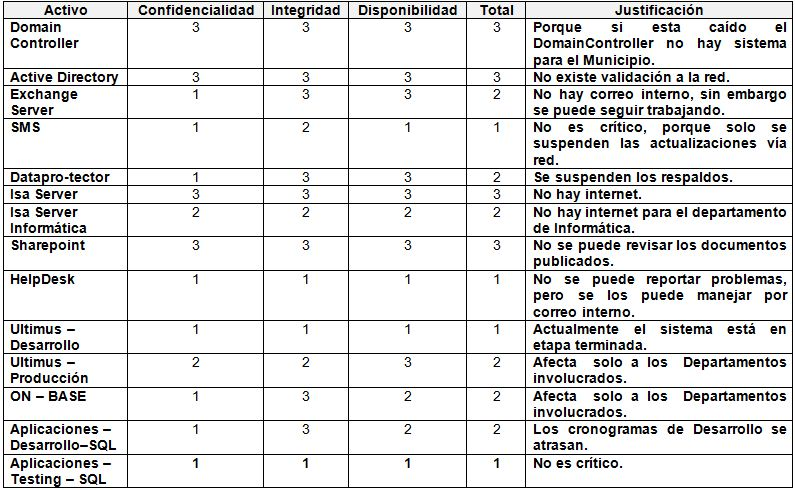 Activo Confidencialidad Integridad Disponibilidad Total Justificación
Domain Controller 3 3 3 3 Porque si esta caído el DomainController no hay sistema para el Municipio.
Active Directory 3 3 3 3 No existe validación a la red.
Exchange Server 1 3 3 2 No hay correo interno, sin embargo se puede seguir trabajando.
SMS 1 2 1 1 No es crítico, porque solo se suspenden las actualizaciones vía red.
Datapro-tector 1 3 3 2 Se suspenden los respaldos.
Isa Server 3 3 3 3 No hay internet.
Isa Server Informática 2 2 2 2 No hay internet para el departamento de Informática.
Sharepoint 3 3 3 3 No se puede revisar los documentos publicados.
HelpDesk 1 1 1 1 No se puede reportar problemas, pero se los puede manejar por correo interno.
Ultimus – Desarrollo 1 1 1 1 Actualmente el sistema está en etapa terminada.
Ultimus – Producción 2 2 3 2 Afecta solo a los Departamentos involucrados.
ON – BASE 1 3 2 2 Afecta solo a los Departamentos involucrados.
Aplicaciones – Desarrollo–SQL 1 3 2 2 Los cronogramas de Desarrollo se atrasan.
Aplicaciones – Testing – SQL 1 1 1 1 No es crítico.